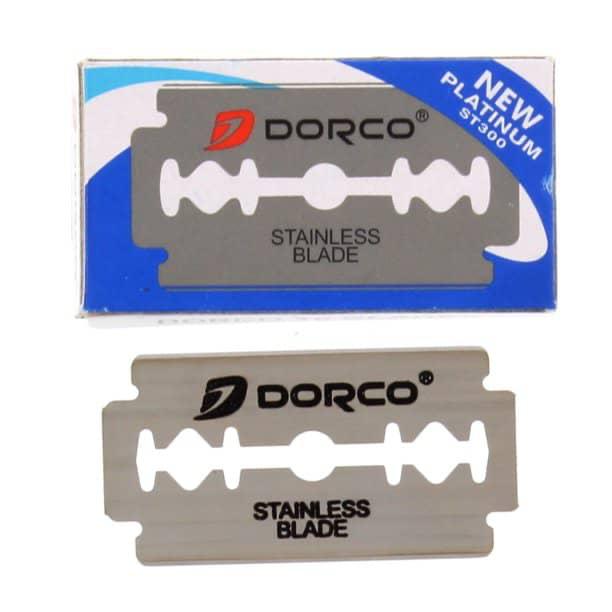 DORCO®
STAINLESS
BLADE
NEW
PLATINUM
ST300
DORCO®
STAINLESS
BLADE